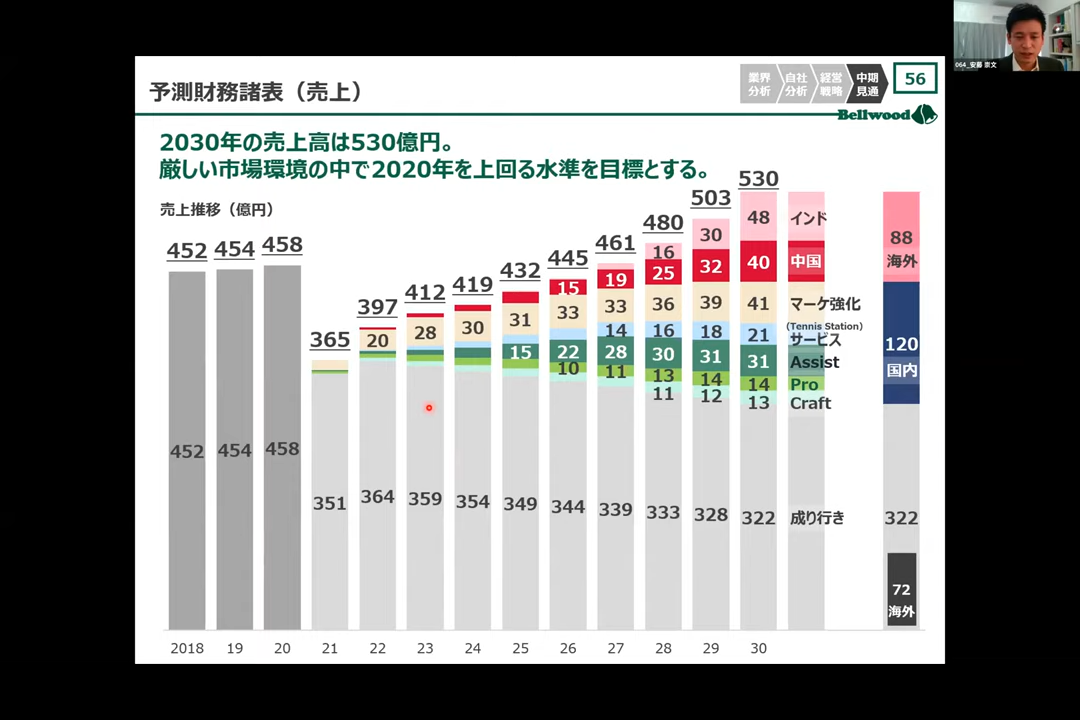 064_安藤 崇文
予測財務諸表（売上）
業界分析
自社分析
経営戦略
中期見通
56
Bellwood
2030年の売上高は530億円。
厳しい市場環境の中で2020年を上回る水準を目標とする。
売上推移（億円）
452 454 458 365 397 412 419 432 445 461 480 503 530
48 インド
16 30
15 19 25 32 40 中国
88
海外
20 28 30 31 33 33 36 39 41 マーケ強化
(Tennis Station)
14 16 18 21 サービス
15 22 28 30 31 31 Assist
10 11 13 14 14 Pro
11 12 13 Craft
120
国内
452 454 458 351 364 359 354 349 344 339 333 328 322 成り行き 322
72
海外
2018 19 20 21 22 23 24 25 26 27 28 29 30